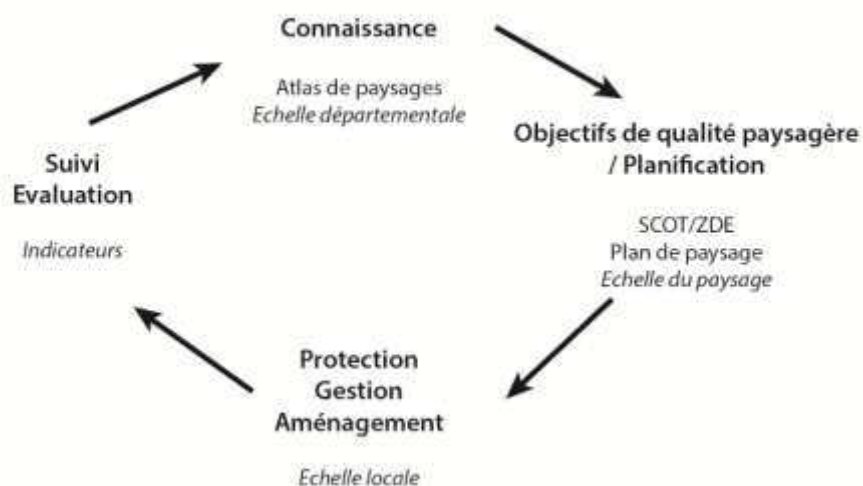 Connaissance
Atlas de paysages
Echelle départementale
Objectifs de qualité paysagère
/ Planification
SCOT/ZDE
Plan de paysage
Echelle du paysage
Protection
Gestion
Aménagement
Echelle locale
Suivi
Evaluation
Indicateurs